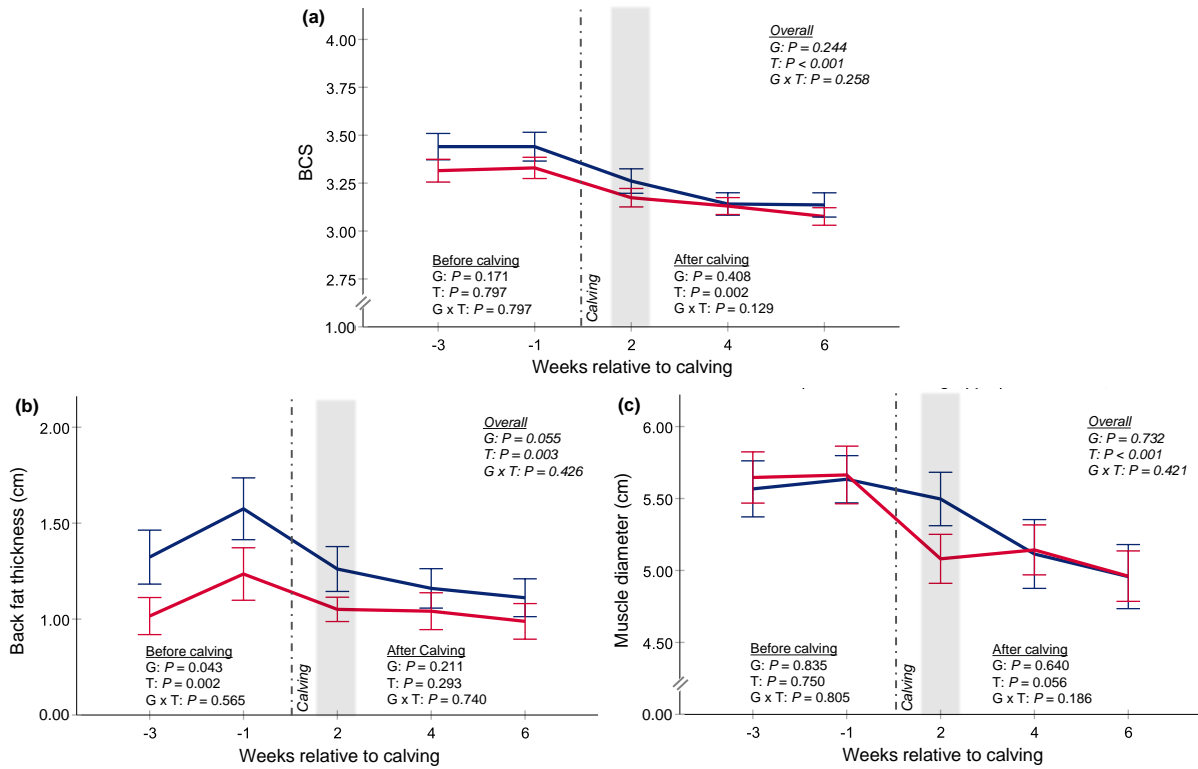 (a)
4.00
3.75
3.50
3.25
3.00
2.75
1.00
BCS
Overall
G: P = 0.244
T: P < 0.001
G x T: P = 0.258
Before calving
G: P = 0.171
T: P = 0.797
G x T: P = 0.797
Calving
After calving
G: P = 0.408
T: P = 0.002
G x T: P = 0.129
-3 -1 2 4 6
Weeks relative to calving
(b)
2.00
1.50
1.00
0.00
Back fat thickness (cm)
Overall
G: P = 0.055
T: P = 0.003
G x T: P = 0.426
Before calving
G: P = 0.043
T: P = 0.002
G x T: P = 0.565
Calving
After Calving
G: P = 0.211
T: P = 0.293
G x T: P = 0.740
-3 -1 2 4 6
Weeks relative to calving
(c)
6.00
5.50
5.00
4.50
0.00
Muscle diameter (cm)
Overall
G: P = 0.732
T: P < 0.001
G x T: P = 0.421
Before calving
G: P = 0.835
T: P = 0.750
G x T: P = 0.805
Calving
After calving
G: P = 0.640
T: P = 0.056
G x T: P = 0.186
-3 -1 2 4 6
Weeks relative to calving